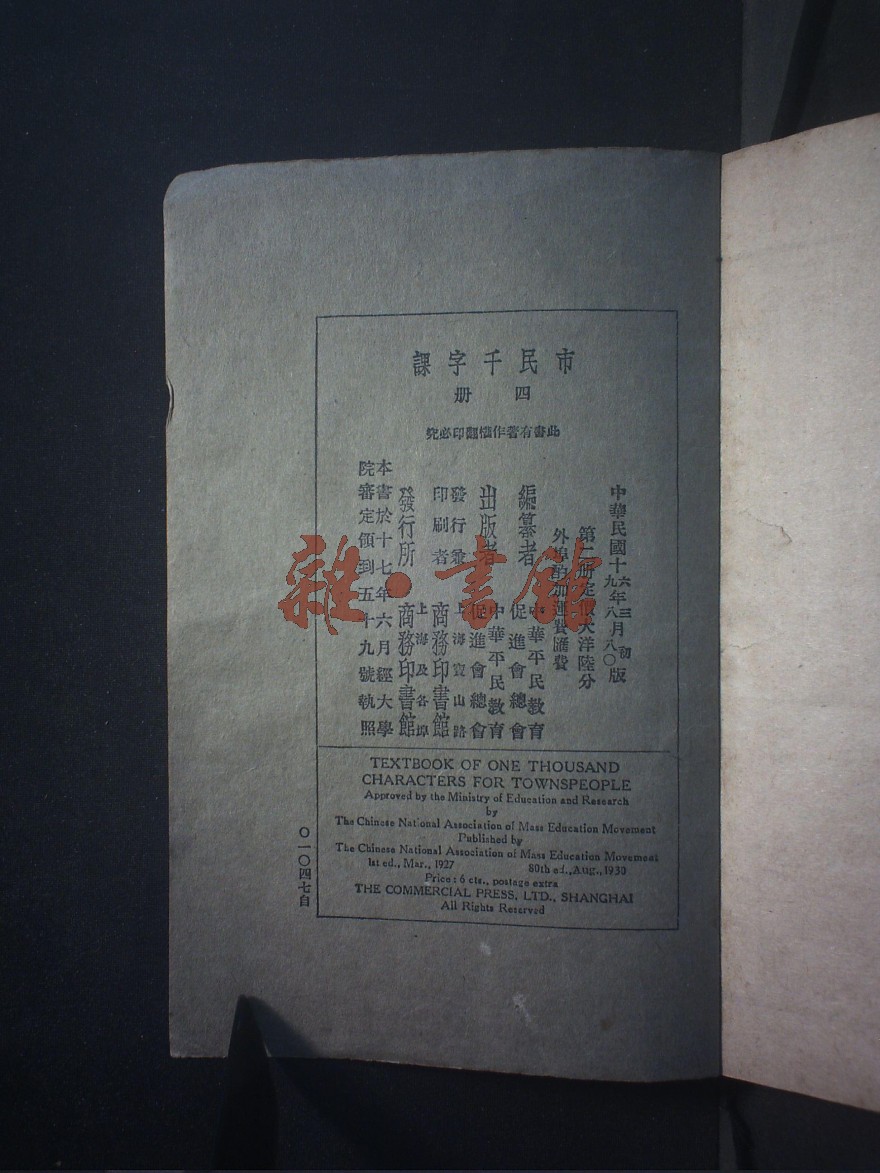 市民千字課
四册
此書有著作權翻印必究
中華民國十六年三月初版
九年八月八〇版
第二册定價大洋陸分
外埠酌加運費匯費
編纂者 中華平民教育促進會總會
出版者 中華平民教育促進會總會
發行兼印刷者 上海寶山路商務印書館
發行所 上海及各埠商務印書館
本書於十七年六月經大學
院審定領到五十九號執照
TEXTBOOK OF ONE THOUSAND
CHARACTERS FOR TOWNSPEOPLE
Approved by the Ministry of Education and Research
by
The Chinese National Association of Mass Education Movement
Published by
The Chinese National Association of Mass Education Movement
1st ed., Mar., 1927 80th ed., Aug., 1930
Price: 6 cts., postage extra
THE COMMERCIAL PRESS, LTD., SHANGHAI
All Rights Reserved
〇一〇四七自
雜·書館